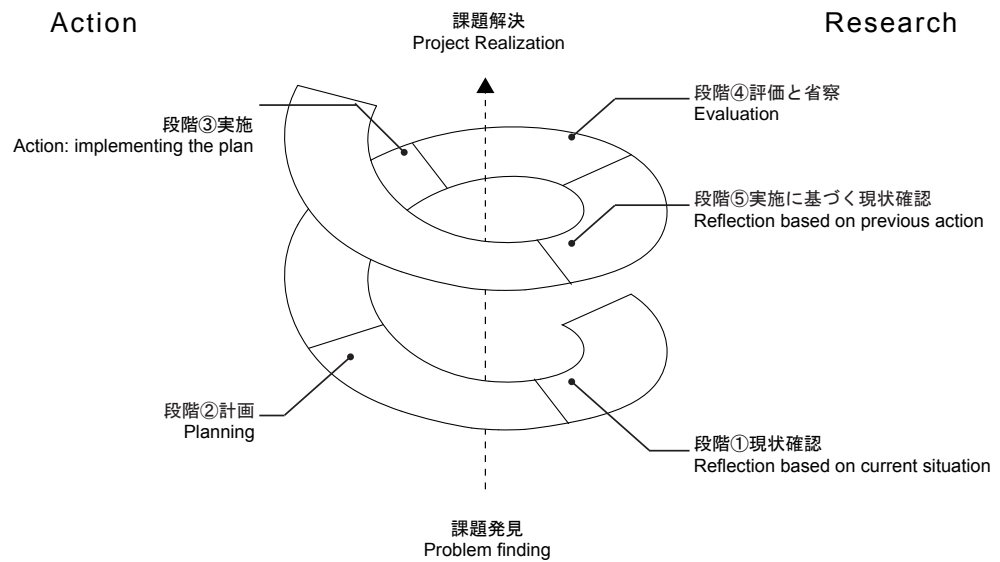 Action
課題解決
Project Realization
Research
段階④評価と省察
Evaluation
段階③実施
Action: implementing the plan
段階⑤実施に基づく現状確認
Reflection based on previous action
段階②計画
Planning
段階①現状確認
Reflection based on current situation
課題発見
Problem finding